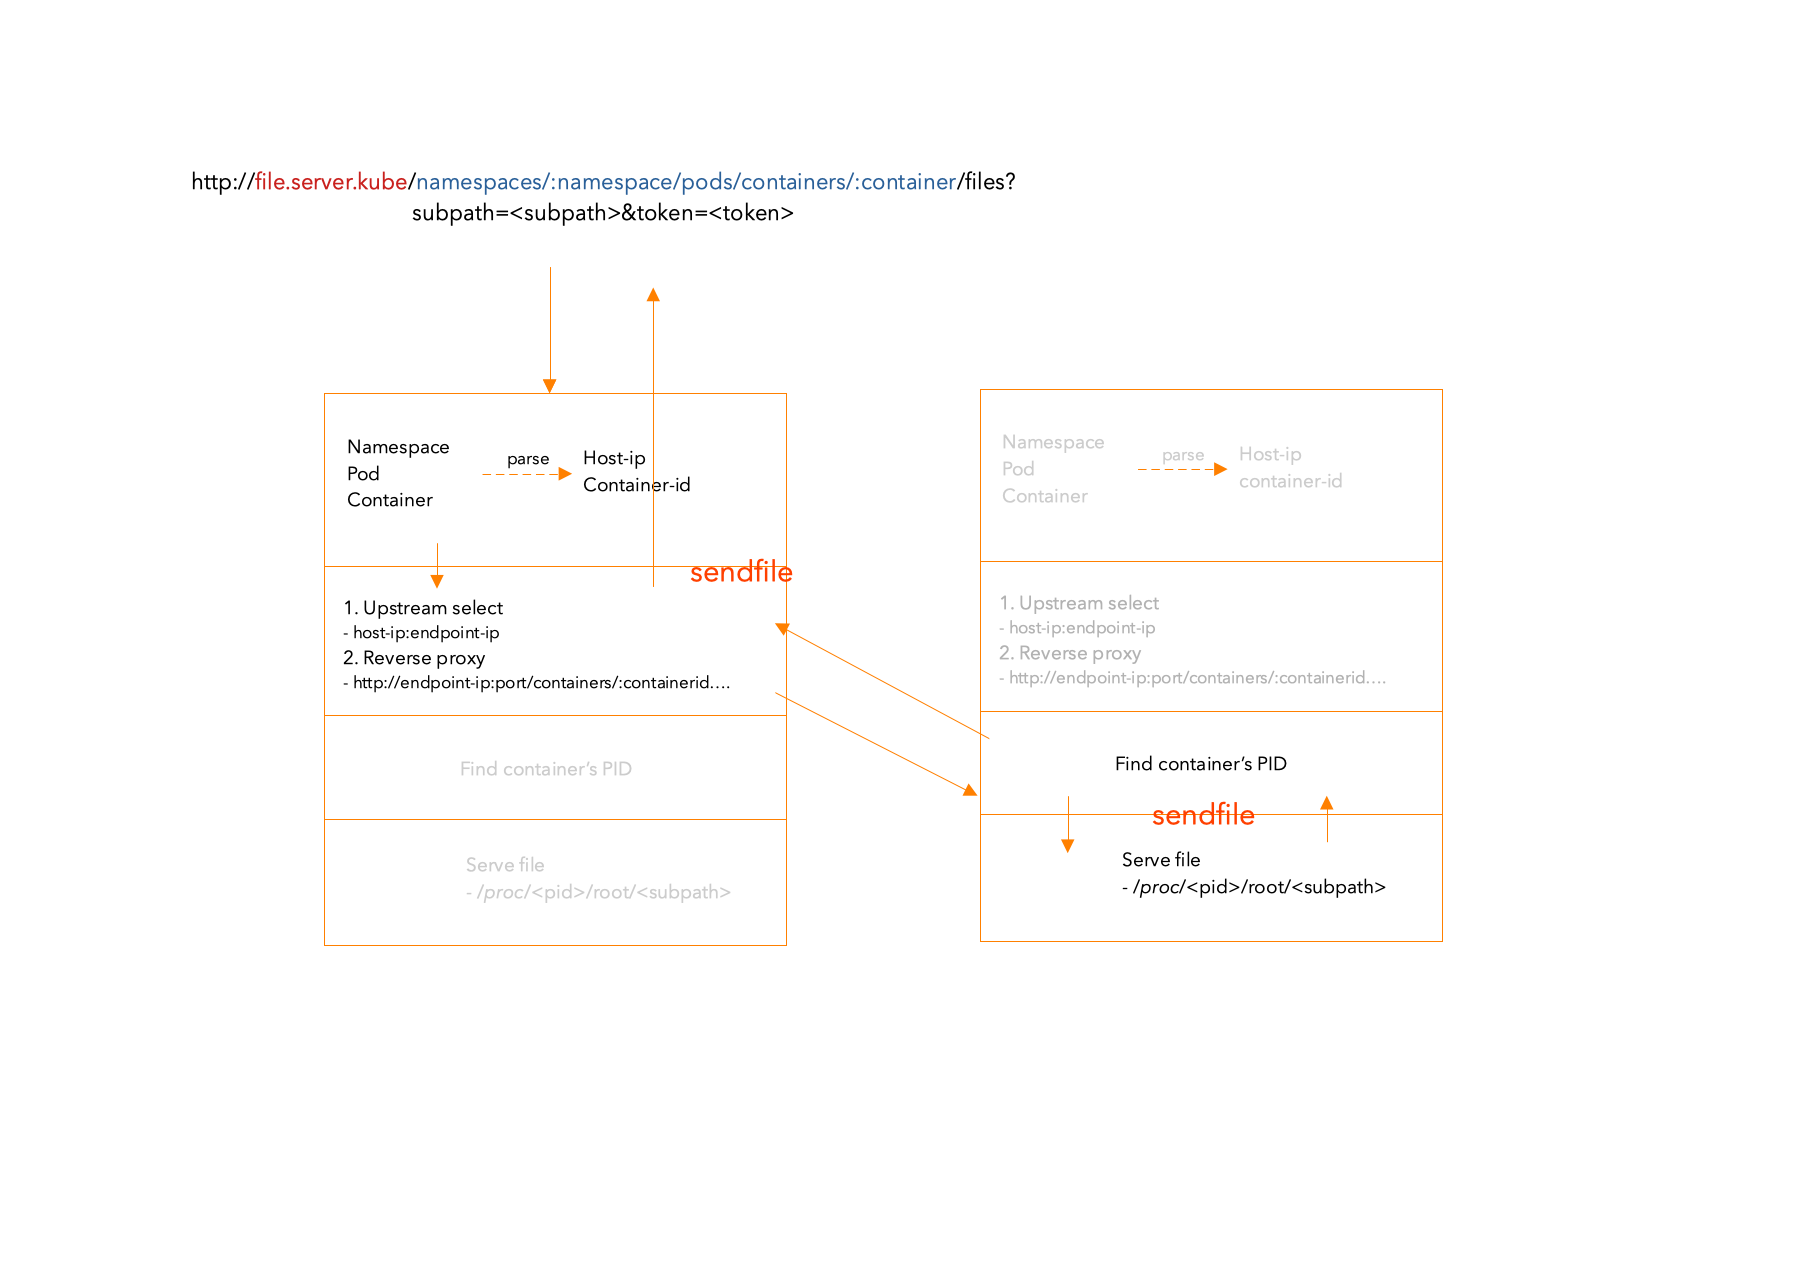 http://file.server.kube/namespaces/:namespace/pods/containers/:container/files?
subpath=<subpath>&token=<token>
Namespace
Pod
Container
parse
Host-ip
Container-id
sendfile
1. Upstream select
- host-ip:endpoint-ip
2. Reverse proxy
- http://endpoint-ip:port/containers/:containerid....
Find container’s PID
Serve file
- /proc/<pid>/root/<subpath>
Namespace
Pod
Container
parse
Host-ip
container-id
1. Upstream select
- host-ip:endpoint-ip
2. Reverse proxy
- http://endpoint-ip:port/containers/:containerid....
Find container’s PID
sendfile
Serve file
- /proc/<pid>/root/<subpath>